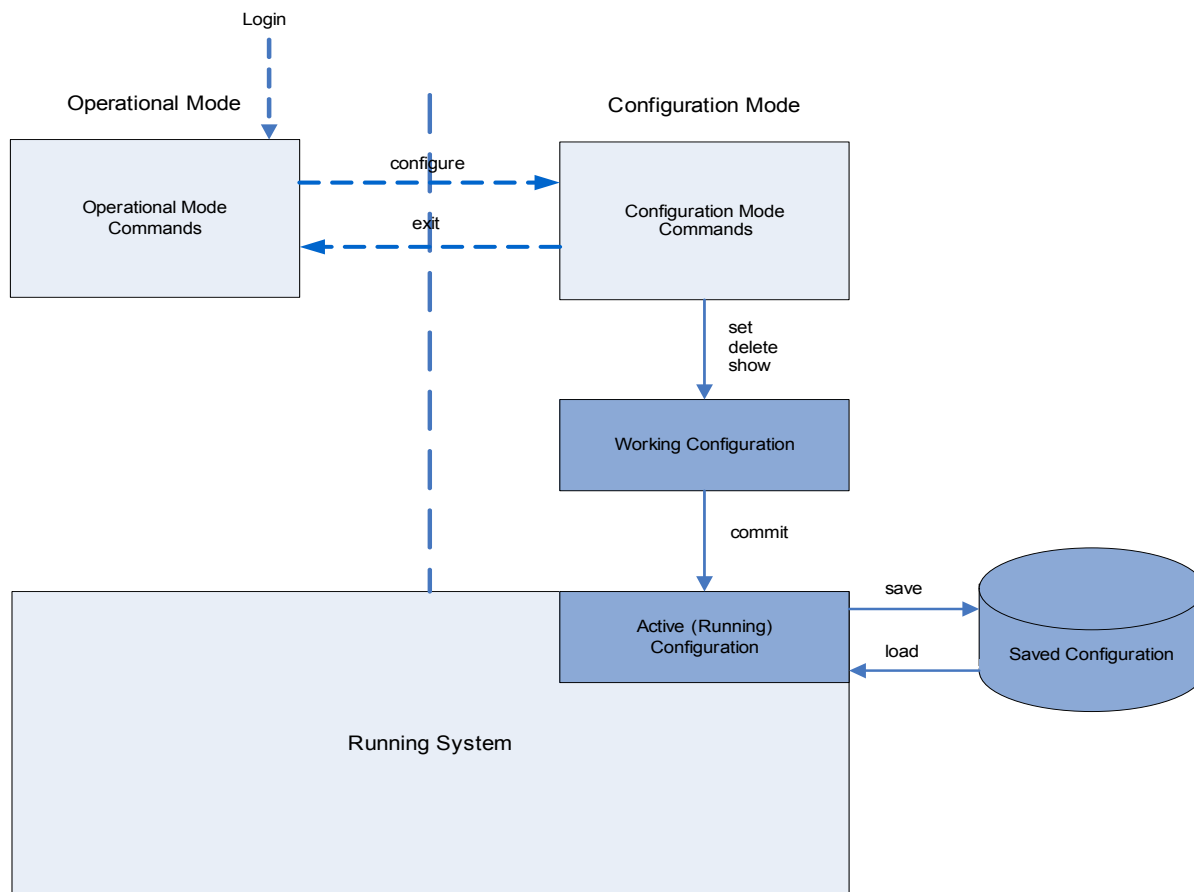 Login
Operational Mode
Configuration Mode
configure
Operational Mode
Commands
exit
Configuration Mode
Commands
set
delete
show
Working Configuration
commit
Active (Running)
Configuration
save
load
Saved Configuration
Running System